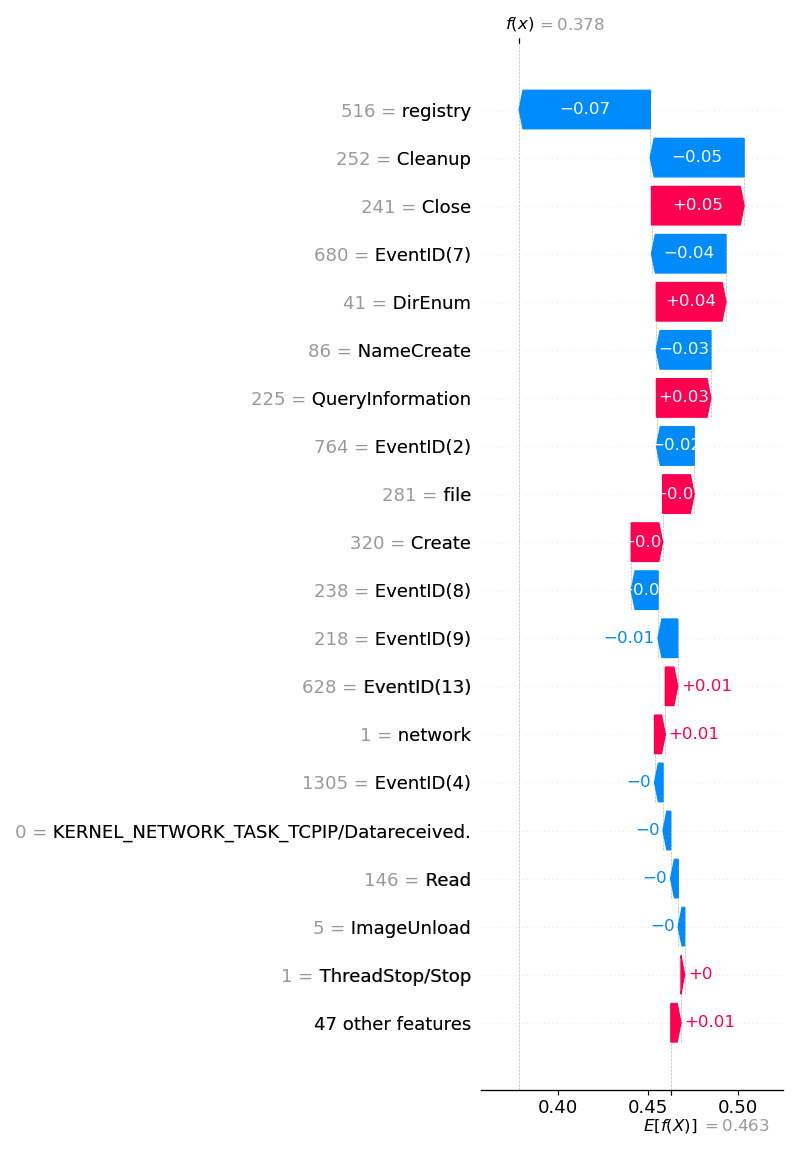 f(x) = 0.378
516 = registry −0.07
252 = Cleanup −0.05
241 = Close +0.05
680 = EventID(7) −0.04
41 = DirEnum +0.04
86 = NameCreate −0.03
225 = QueryInformation +0.03
764 = EventID(2) −0.02
281 = file
320 = Create
238 = EventID(8)
218 = EventID(9) −0.01
628 = EventID(13) +0.01
1 = network +0.01
1305 = EventID(4) −0
0 = KERNEL_NETWORK_TASK_TCPIP/Datareceived. −0
146 = Read −0
5 = ImageUnload −0
1 = ThreadStop/Stop +0
47 other features +0.01
0.40 0.45 0.50
E[f(X)] = 0.463